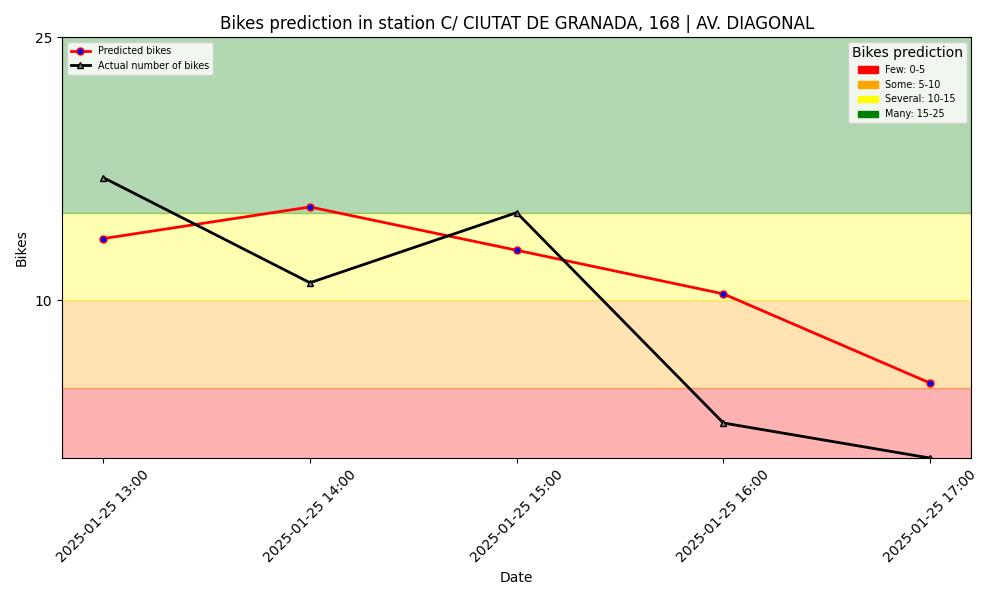 Bikes prediction in station C/ CIUTAT DE GRANADA, 168 | AV. DIAGONAL
25
Predicted bikes
Actual number of bikes
Bikes prediction
Few: 0-5
Some: 5-10
Several: 10-15
Many: 15-25
Bikes
10
2025-01-25 13:00
2025-01-25 14:00
2025-01-25 15:00
2025-01-25 16:00
2025-01-25 17:00
Date